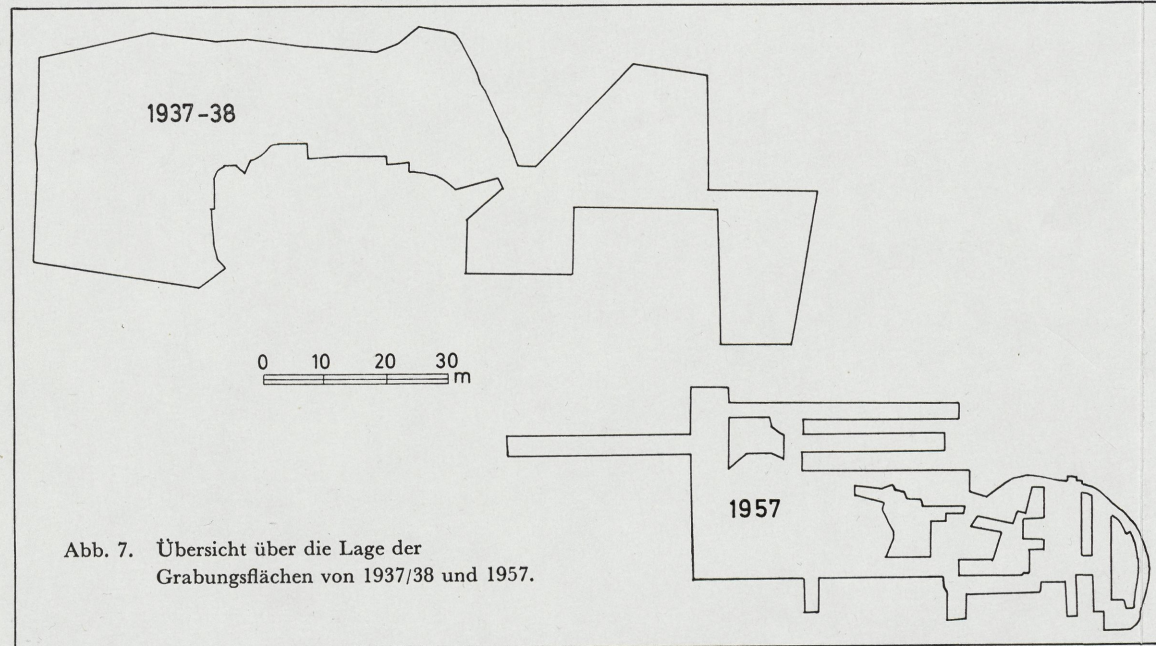 1937-38
0 10 20 30
m
1957
Abb. 7. Übersicht über die Lage der
Grabungsflächen von 1937/38 und 1957.